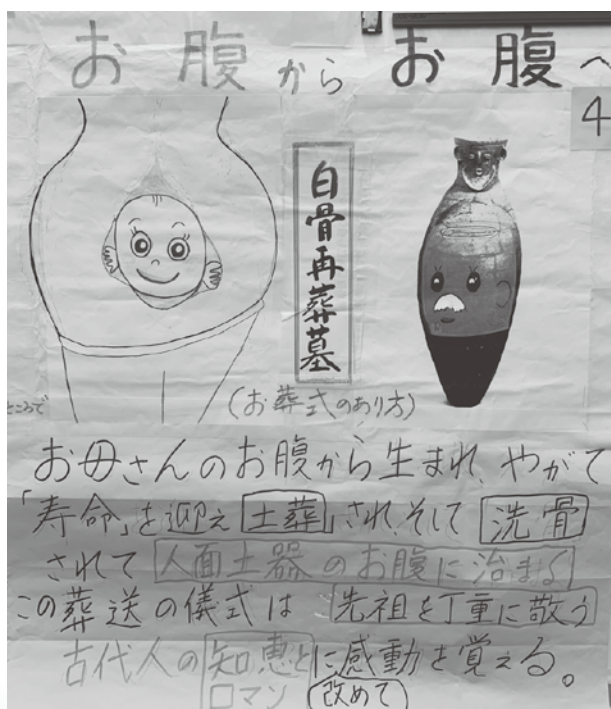 お腹からお腹へ
4
白骨再葬墓
(お葬式のあり方)
ところで
お母さんのお腹から生まれ、やがて
「寿命」を迎え土葬され、そして洗骨
されて人面土器のお腹に治まる
この葬送の儀式は先祖を丁重に敬う
古代人の知恵とに感動を覚える。
ロマン 改めて